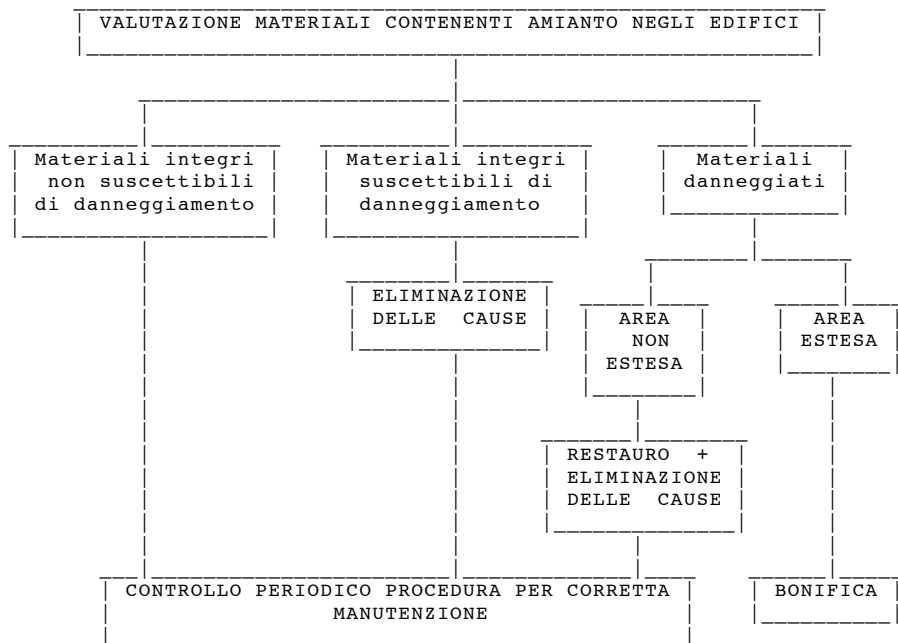 VALUTAZIONE MATERIALI CONTENENTI AMIANTO NEGLI EDIFICI
Materiali integri
non suscettibili
di danneggiamento
Materiali integri
suscettibili di
danneggiamento
Materiali
danneggiati
ELIMINAZIONE
DELLE CAUSE
AREA
NON
ESTESA
AREA
ESTESA
RESTAURO +
ELIMINAZIONE
DELLE CAUSE
CONTROLLO PERIODICO PROCEDURA PER CORRETTA
MANUTENZIONE
BONIFICA